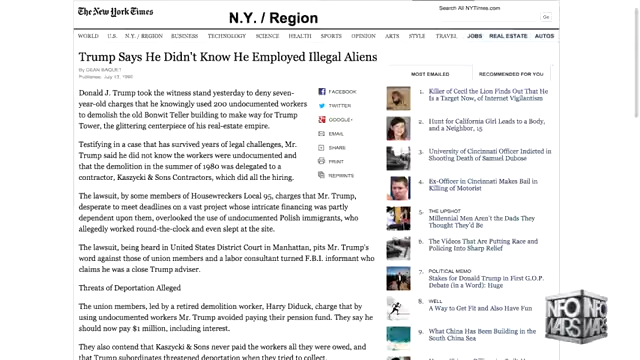 The New York Times
N.Y. / Region
Search All NYTimes.com
Go
WORLD U.S. N.Y. / REGION BUSINESS TECHNOLOGY SCIENCE HEALTH SPORTS OPINION ARTS STYLE TRAVEL JOBS REAL ESTATE AUTOS
Trump Says He Didn't Know He Employed Illegal Aliens
By DEAN BAQUET
Published: July 13, 1990
Donald J. Trump took the witness stand yesterday to deny seven-
year-old charges that he knowingly used 200 undocumented workers
to demolish the old Bonwit Teller building to make way for Trump
Tower, the glittering centerpiece of his real-estate empire.
Testifying in a case that has survived years of legal challenges, Mr.
Trump said he did not know the workers were undocumented and
that the demolition in the summer of 1980 was delegated to a
contractor, Kaszycki & Sons Contractors, which did all the hiring.
The lawsuit, by some members of Housewreckers Local 95, charges that Mr. Trump,
desperate to meet deadlines on a vast project whose intricate financing was partly
dependent upon them, overlooked the use of undocumented Polish immigrants, who
allegedly worked round-the-clock and even slept at the site.
The lawsuit, being heard in United States District Court in Manhattan, pits Mr. Trump's
word against those of union members and a labor consultant turned F.B.I. informant who
claims he was a close Trump adviser.
Threats of Deportation Alleged
The union members, led by a retired demolition worker, Harry Diduck, charge that by
using undocumented workers Mr. Trump avoided paying their pension fund. They say he
should now pay $1 million, including interest.
They also contend that Kaszycki & Sons never paid the workers all they were owed, and
that Trump subordinates threatened deportation when they tried to collect.
FACEBOOK
TWITTER
GOOGLE+
EMAIL
SHARE
PRINT
REPRINTS
MOST EMAILED
RECOMMENDED FOR YOU
1. Killer of Cecil the Lion Finds Out That He
Is a Target Now, of Internet Vigilantism
2. Hunt for California Girl Leads to a Body,
and a Neighbor, 15
3. University of Cincinnati Officer Indicted in
Shooting Death of Samuel Dubose
4. Ex-Officer in Cincinnati Makes Bail in
Killing of Motorist
5. THE UPSHOT
Millennial Men Aren't the Dads They
Thought They'd Be
6. The Videos That Are Putting Race and
Policing Into Sharp Relief
7. POLITICAL MEMO
Stakes for Donald Trump in First G.O.P.
Debate (in a Word): Huge
8. WELL
A Way to Get Fit and Also Have Fun
9. What China Has Been Building in the
South China Sea
INFO INFO
WARS WARS